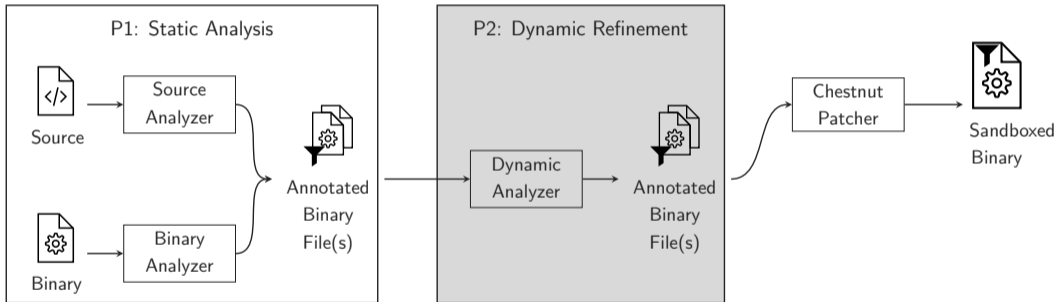 P1: Static Analysis
</>
Source
Source
Analyzer
Binary
Binary
Analyzer
Annotated
Binary
File(s)
P2: Dynamic Refinement
Dynamic
Analyzer
Annotated
Binary
File(s)
Chestnut
Patcher
Sandboxed
Binary